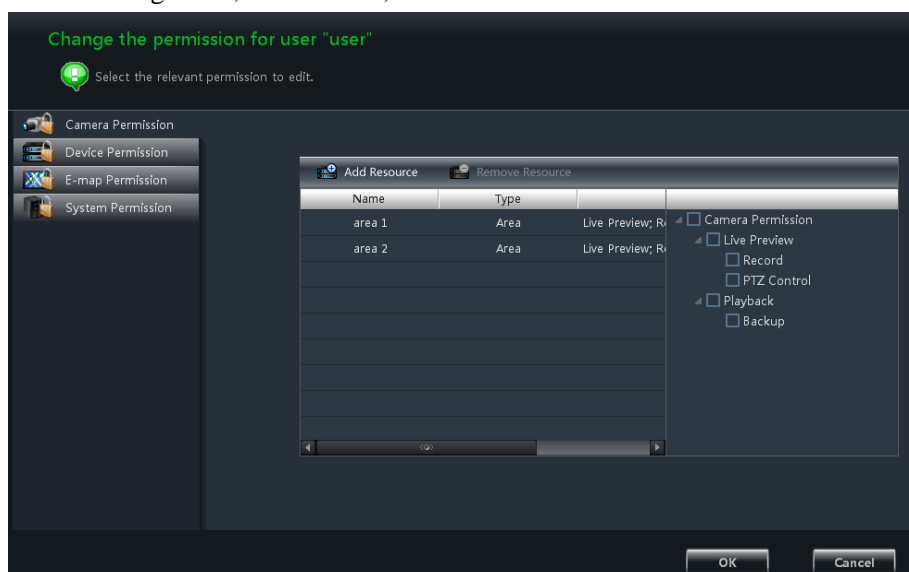 Change the permission for user "user"
Select the relevant permission to edit.
Camera Permission
Device Permission
E-map Permission
System Permission
Add Resource Remove Resource
Name Type
area 1 Area Live Preview; R
area 2 Area Live Preview; R
Camera Permission
Live Preview
Record
PTZ Control
Playback
Backup
OK Cancel